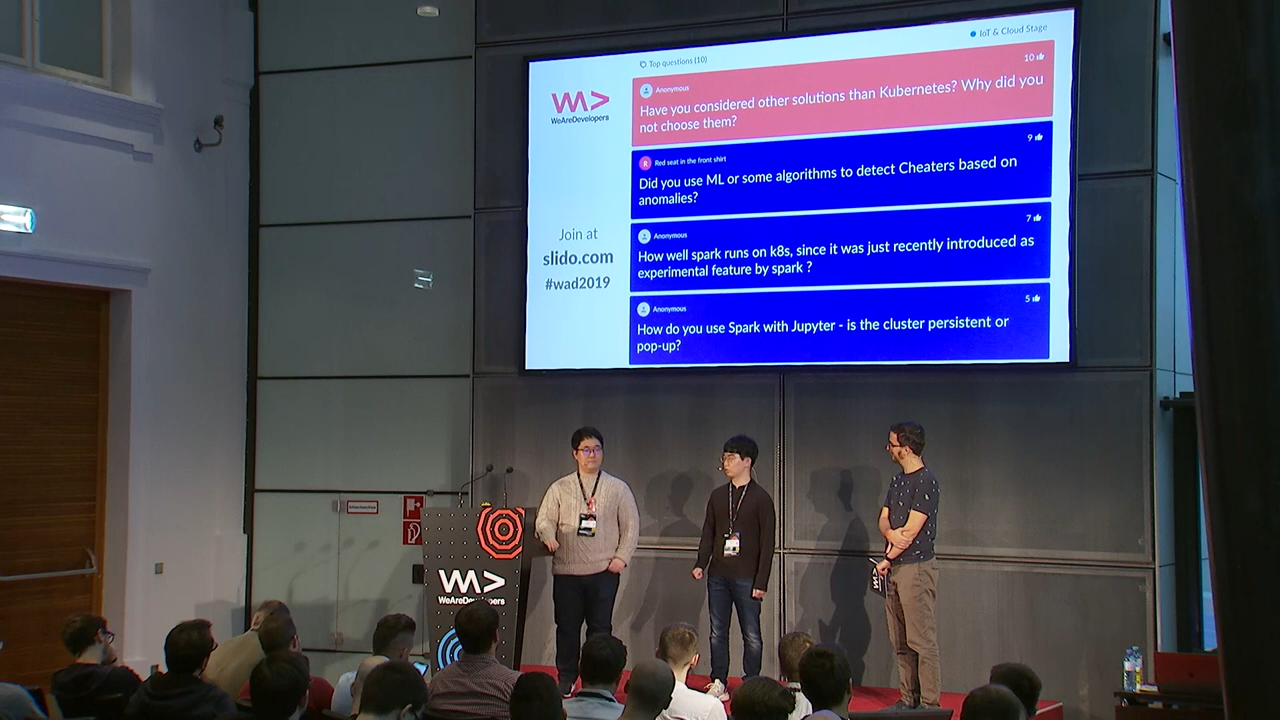 IoT & Cloud Stage
Top questions (10)
WeAreDevelopers
Join at
slido.com
#wad2019
Anonymous
10
Have you considered other solutions than Kubernetes? Why did you
not choose them?
R
Red seat in the front shirt
9
Did you use ML or some algorithms to detect Cheaters based on
anomalies?
Anonymous
7
How well spark runs on k8s, since it was just recently introduced as
experimental feature by spark ?
Anonymous
5
How do you use Spark with Jupyter - is the cluster persistent or
pop-up?
WeAreDevelopers